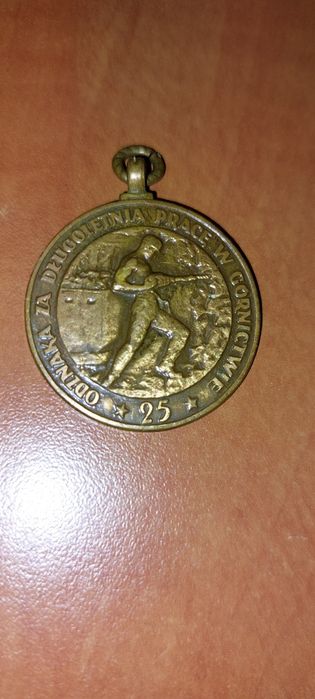 ODZNAKA ZA DŁUGOLETNIĄ PRACĘ W GÓRNICTWIE
★ 25 ★